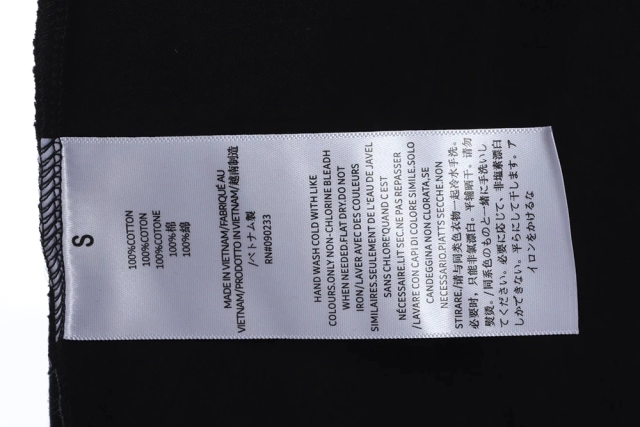 S
100%COTTON
100%COTON
100%COTONE
100%棉
100%綿
MADE IN VIETNAM/FABRIQUÉ AU
VIETNAM/PRODOTTO IN VIETNAM/越南制造
/ベトナム製
RN#090233
HAND WASH COLD WITH LIKE
COLOURS.ONLY NON-CHLORINE BLEADH
WHEN NEEDED.FLAT DRY.DO NOT
IRON/LAVER AVEC DES COULEURS
SIMILAIRES.SEULEMENT DE L'EAU DE JAVEL
SANS CHLORE'QUAND C EST
NÉCESSAIRE.LIT SEC.NE PAS REPASSER
/LAVARE CON CAPI DI COLORE SIMILE.SOLO
CANDEGGINA NON CLORATA,SE
NECESSARIO.PIATTS SECCHE.NON
STIRARE./请与同类色衣物一起冷水手洗。
必要时，只能非氯漂白。平铺晒干。请勿
熨烫。/同系色のものと一緒に手洗いし
てください。必要に応じて、非塩素漂白
しかできない。平らにして干します。ア
イロンをかけるな